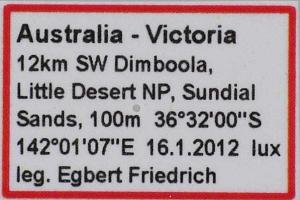 Australia - Victoria
12km SW Dimboola,
Little Desert NP, Sundial
Sands, 100m 36°32'00"S
142°01'07"E 16.1.2012 lux
leg. Egbert Friedrich